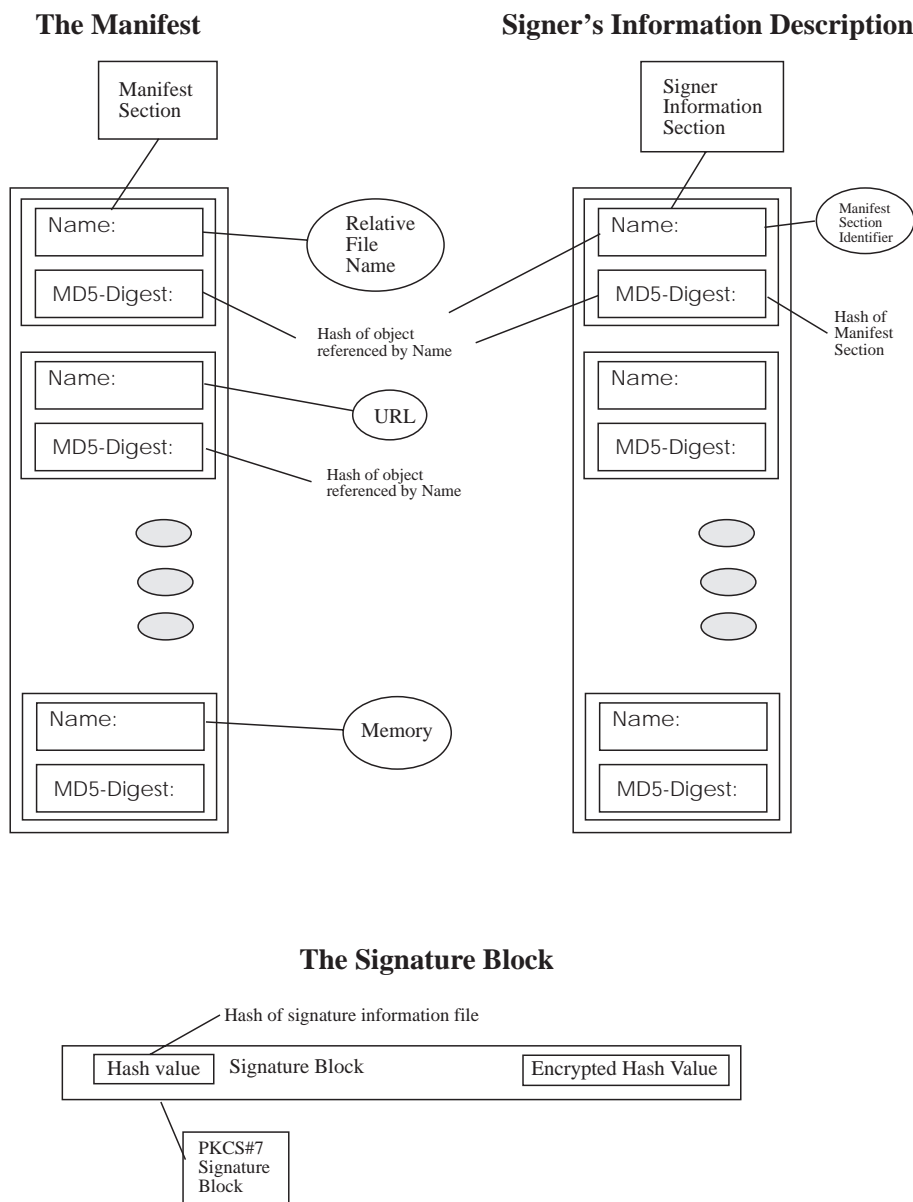 The Manifest
Signer’s Information Description
Manifest
Section
Signer
Information
Section
Name:
Relative
File
Name
Name:
Manifest
Section
Identifier
MD5-Digest:
Hash of object
referenced by Name
MD5-Digest:
Hash of
Manifest
Section
Name:
URL
Name:
MD5-Digest:
Hash of object
referenced by Name
MD5-Digest:
Name:
Memory
Name:
MD5-Digest:
MD5-Digest:
The Signature Block
Hash of signature information file
Hash value
Signature Block
Encrypted Hash Value
PKCS#7
Signature
Block